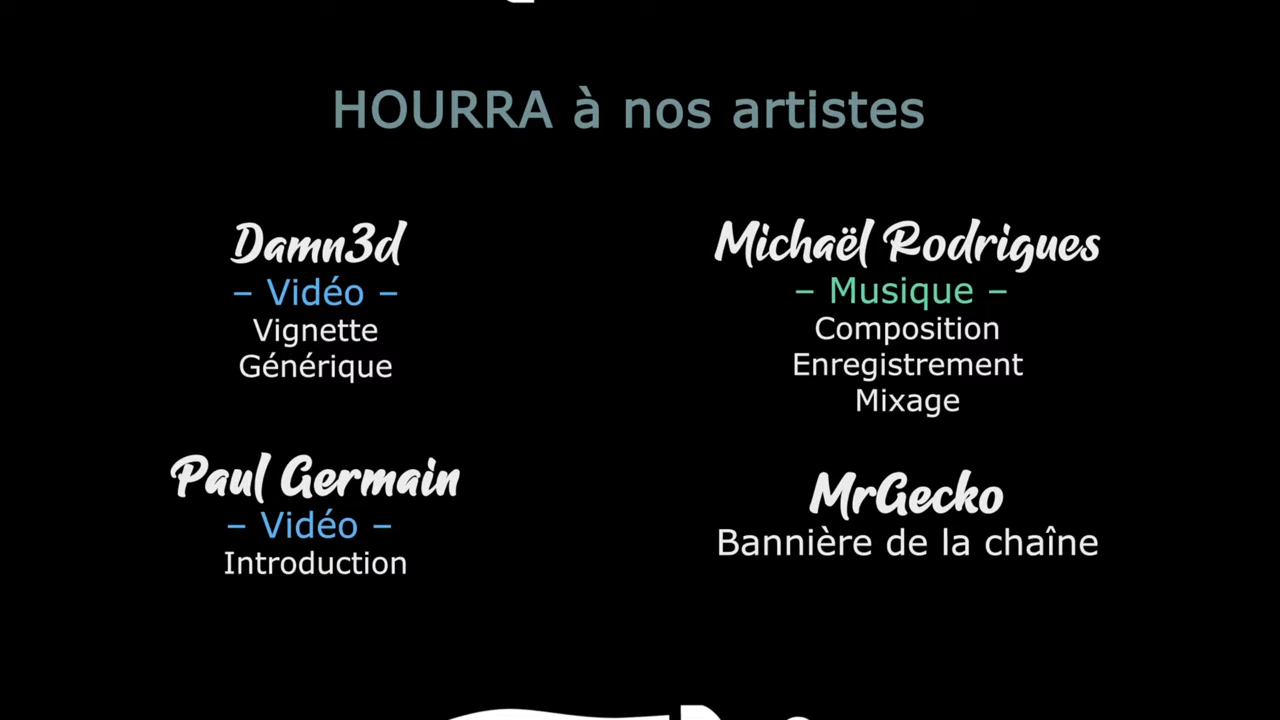 HOURRA à nos artistes
Damn3d
– Vidéo –
Vignette
Générique
Michaël Rodrigues
– Musique –
Composition
Enregistrement
Mixage
Paul Germain
– Vidéo –
Introduction
MrGecko
Bannière de la chaîne